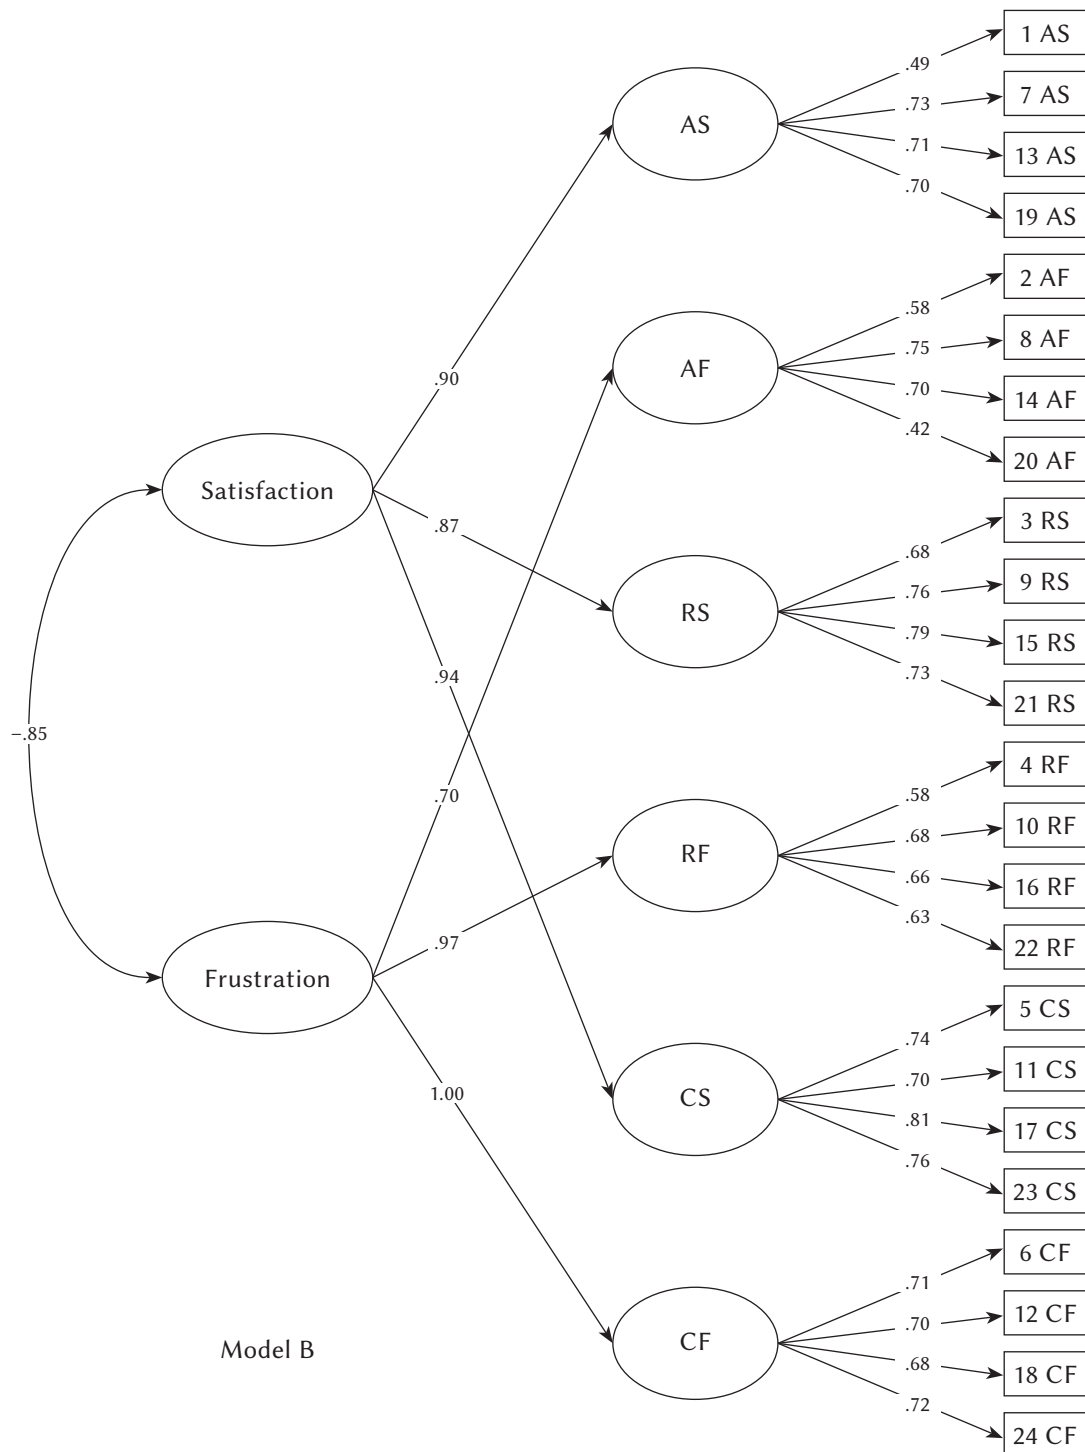 1 AS
.49
7 AS
.73
AS
.71
13 AS
.70
19 AS
2 AF
.58
8 AF
.75
AF
.70
14 AF
.90
.42
20 AF
Satisfaction
3 RS
.87
.68
9 RS
.76
RS
.79
15 RS
.94
.73
21 RS
−.85
4 RF
.70
.58
10 RF
.68
RF
.66
16 RF
.97
.63
22 RF
Frustration
5 CS
.74
11 CS
1.00
.70
CS
.81
17 CS
.76
23 CS
6 CF
.71
12 CF
.70
Model B
CF
.68
18 CF
.72
24 CF